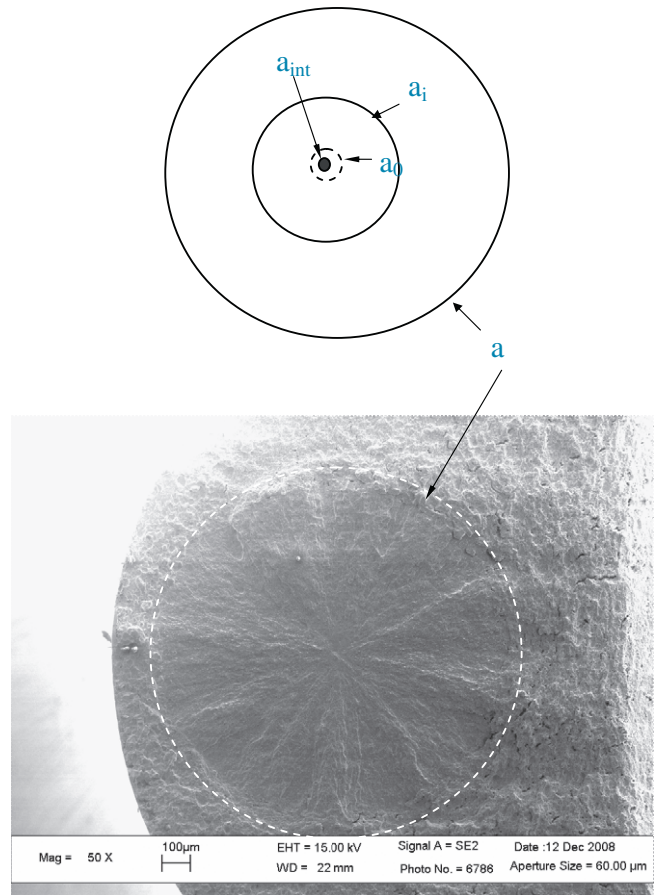 a_int
a_i
a_0
a
Mag = 50 X
100µm
EHT = 15.00 kV
WD = 22 mm
Signal A = SE2
Photo No. = 6786
Date :12 Dec 2008
Aperture Size = 60.00 µm